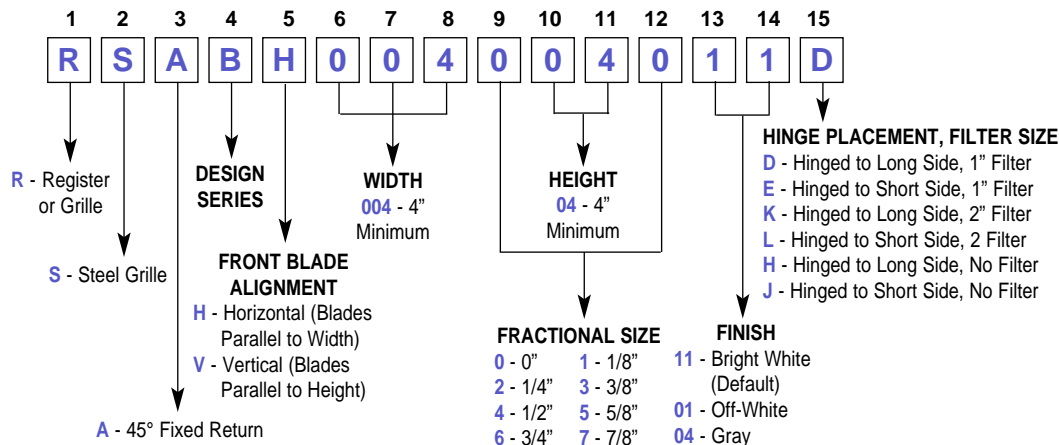 1 2 3 4 5 6 7 8 9 10 11 12 13 14 15
R S A B H 0 0 4 0 0 4 0 1 1 D
R - Register
or Grille
S - Steel Grille
A - 45° Fixed Return
DESIGN
SERIES
FRONT BLADE
ALIGNMENT
H - Horizontal (Blades
Parallel to Width)
V - Vertical (Blades
Parallel to Height)
WIDTH
004 - 4”
Minimum
HEIGHT
04 - 4”
Minimum
FRACTIONAL SIZE
0 - 0” 1 - 1/8”
2 - 1/4” 3 - 3/8”
4 - 1/2” 5 - 5/8”
6 - 3/4” 7 - 7/8”
FINISH
11 - Bright White
(Default)
01 - Off-White
04 - Gray
HINGE PLACEMENT, FILTER SIZE
D - Hinged to Long Side, 1” Filter
E - Hinged to Short Side, 1” Filter
K - Hinged to Long Side, 2” Filter
L - Hinged to Short Side, 2 Filter
H - Hinged to Long Side, No Filter
J - Hinged to Short Side, No Filter